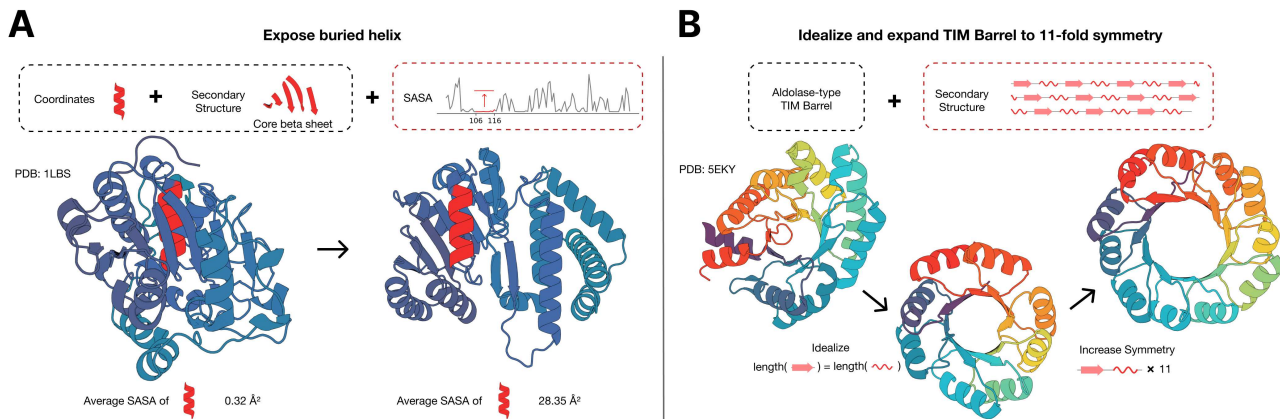 A
Expose buried helix
Coordinates
+
Secondary
Structure
Core beta sheet
+
SASA
106 116
PDB: 1LBS
Average SASA of
0.32 Å²
Average SASA of
28.35 Å²
B
Idealize and expand TIM Barrel to 11-fold symmetry
Aldolase-type
TIM Barrel
+
Secondary
Structure
PDB: 5EKY
Idealize
length( ) = length( )
Increase Symmetry
× 11